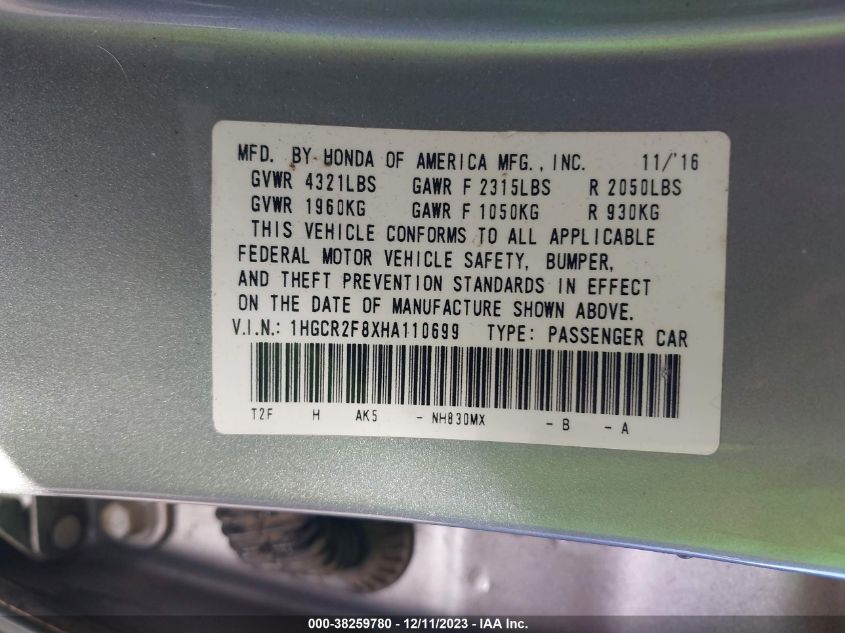 MFD. BY HONDA OF AMERICA MFG., INC. 11/'16
GVWR 4321LBS GAWR F 2315LBS R 2050LBS
GVWR 1960KG GAWR F 1050KG R 930KG
THIS VEHICLE CONFORMS TO ALL APPLICABLE
FEDERAL MOTOR VEHICLE SAFETY, BUMPER,
AND THEFT PREVENTION STANDARDS IN EFFECT
ON THE DATE OF MANUFACTURE SHOWN ABOVE.
V.I.N.: 1HGCR2F8XHA110699 TYPE: PASSENGER CAR
T2F H AK5 - NH830MX - B - A
000-38259780 - 12/11/2023 - IAA Inc.